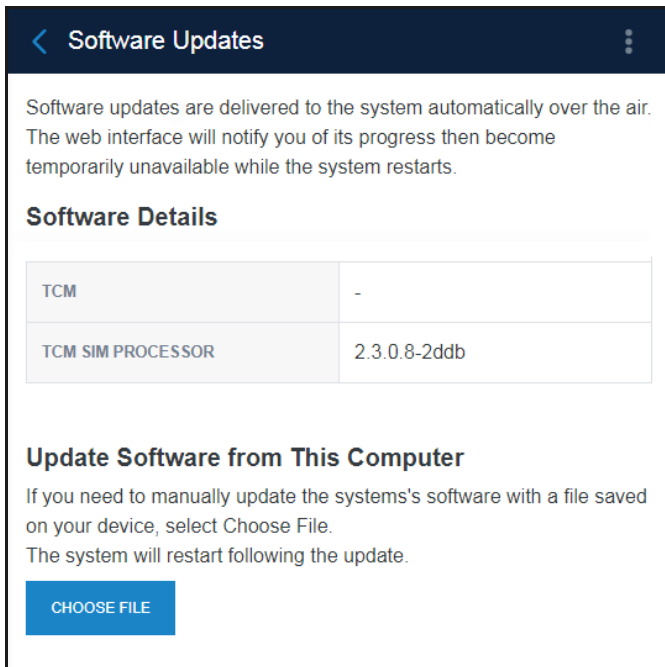 Software Updates
Software updates are delivered to the system automatically over the air.
The web interface will notify you of its progress then become
temporarily unavailable while the system restarts.
Software Details
TCM -
TCM SIM PROCESSOR 2.3.0.8-2ddb
Update Software from This Computer
If you need to manually update the systems's software with a file saved
on your device, select Choose File.
The system will restart following the update.
CHOOSE FILE